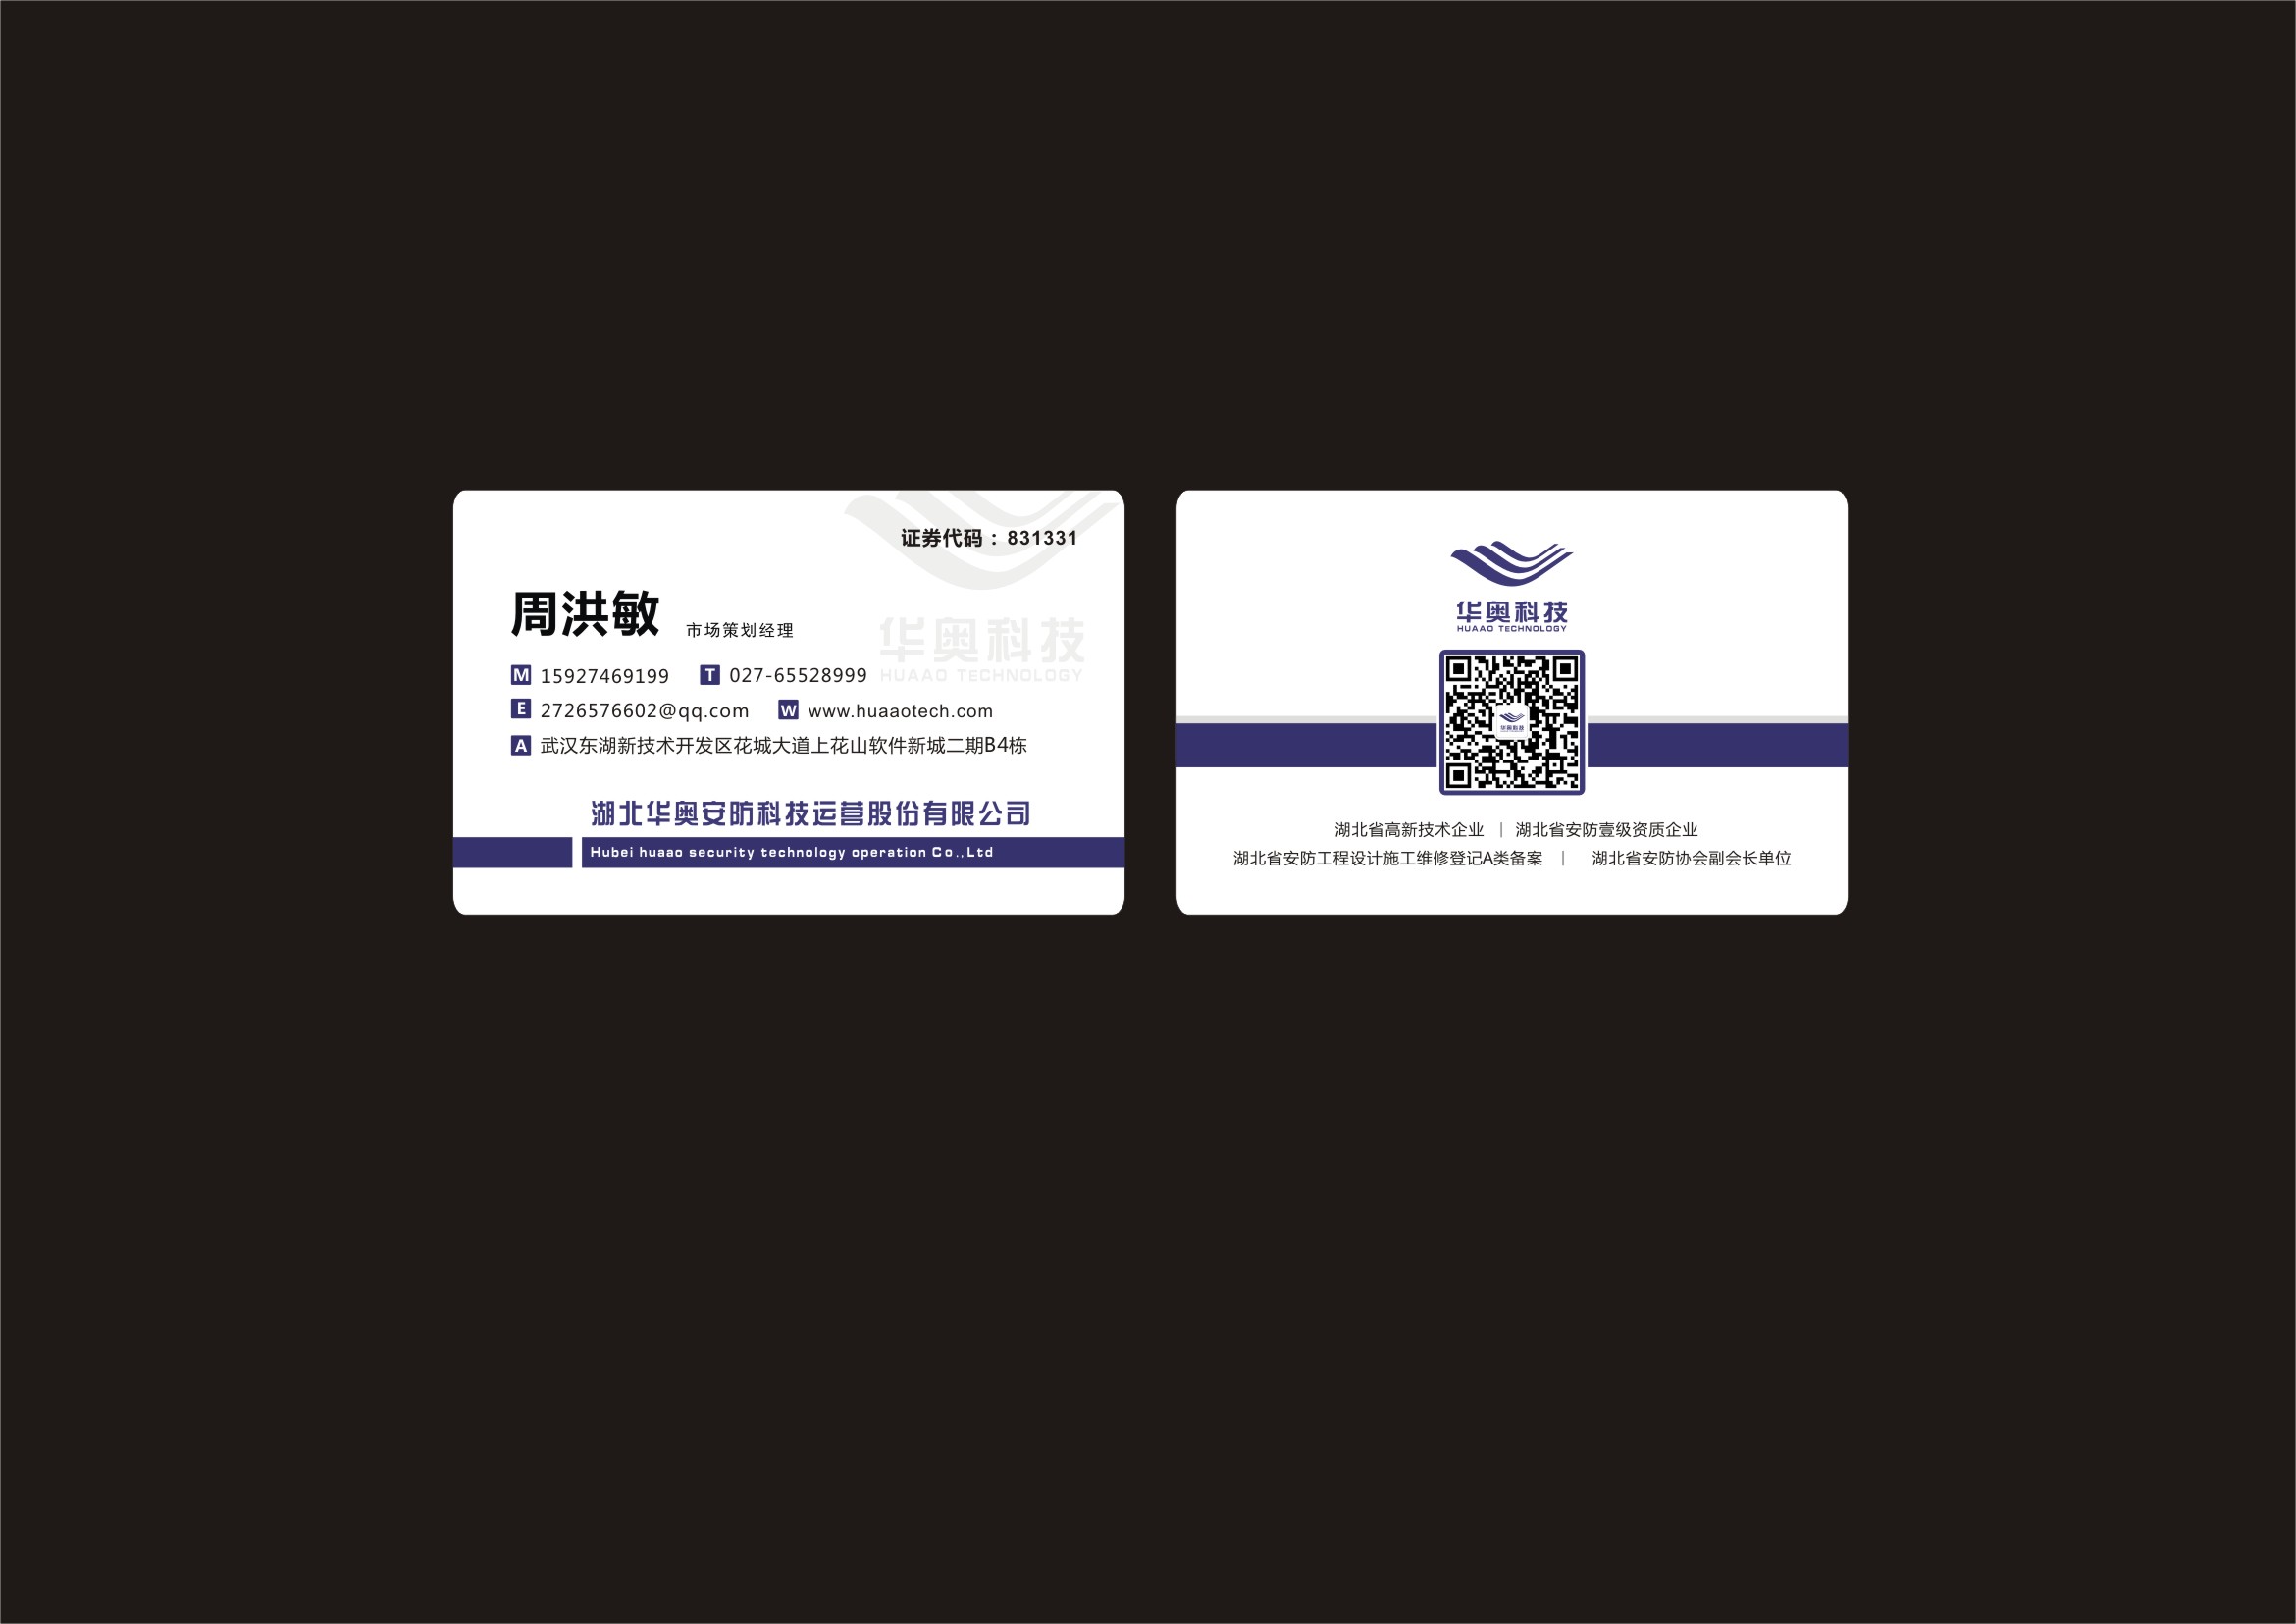 证券代码：831331
周洪敏 市场策划经理
华奥科技
HUAAO TECHNOLOGY
M 15927469199 T 027-65528999
E 2726576602@qq.com W www.huaaotech.com
A 武汉东湖新技术开发区花城大道上花山软件新城二期B4栋
湖北华奥安防科技运营股份有限公司
Hubei huaao security technology operation Co.,Ltd
华奥科技
HUAAO TECHNOLOGY
华奥科技
湖北省高新技术企业 | 湖北省安防壹级资质企业
湖北省安防工程设计施工维修登记A类备案 | 湖北省安防协会副会长单位